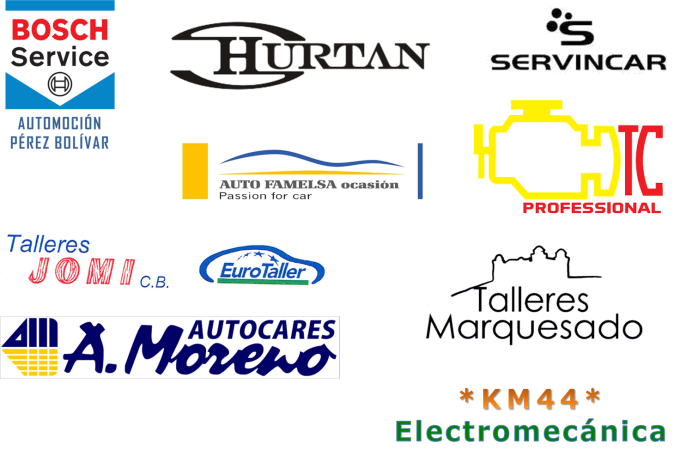 BOSCH
Service
AUTOMOCIÓN
PÉREZ BOLÍVAR
HURTAN
S
SERVINCAR
AUTO FAMELSA ocasión
Passion for car
TC
PROFESSIONAL
Talleres
JOMI C.B.
EuroTaller
Talleres
Marquesado
AUTOCARES
A. Moreno
*KM44*
Electromecánica